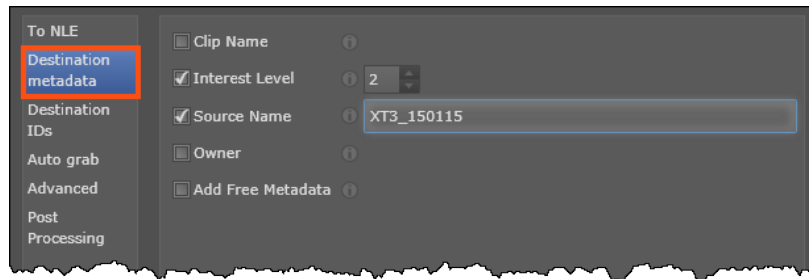 To NLE
Destination
metadata
Destination
IDs
Auto grab
Advanced
Post
Processing
Clip Name
Interest Level 2
Source Name XT3_150115
Owner
Add Free Metadata